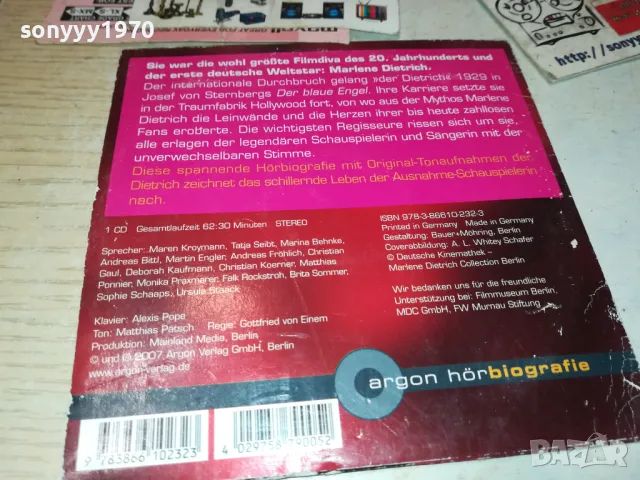 sonyyy1970
Sie war die wohl größte Filmdiva des 20. Jahrhunderts und
der erste deutsche Weltstar: Marlene Dietrich.
Der internationale Durchbruch gelang »der Dietrich« 1929 in
Josef von Sternbergs Der blaue Engel. Ihre Karriere setzte sie
in der Traumfabrik Hollywood fort, von wo aus der Mythos Marlene
Dietrich die Leinwände und die Herzen ihrer bis heute zahllosen
Fans eroberte. Die wichtigsten Regisseure rissen sich um sie,
alle erlagen der legendären Schauspielerin und Sängerin mit der
unverwechselbaren Stimme.
Diese spannende Hörbiografie mit Original-Tonaufnahmen der
Dietrich zeichnet das schillernde Leben der Ausnahme-Schauspielerin
nach.
1 CD Gesamtlaufzeit 62:30 Minuten STEREO
Sprecher: Maren Kroymann, Tatja Seibt, Marina Behnke,
Andreas Bittl, Martin Engler, Andreas Fröhlich, Christian
Gaul, Deborah Kaufmann, Christian Koerner, Matthias
Ponnier, Monika Praxmarer, Falk Rockstroh, Brita Sommer,
Sophie Schaaps, Ursula Staack
Klavier: Alexis Pope
Ton: Matthias Patsch Regie: Gottfried von Einem
Produktion: Mainland Media, Berlin
© und ℗ 2007 Argon Verlag GmbH, Berlin
www.argon-verlag.de
ISBN 978-3-86610-232-3
Printed in Germany Made in Germany
Gestaltung: Bauer+Möhring, Berlin
Coverabbildung: A. L. Whitey Schafer
© Deutsche Kinemathek –
Marlene Dietrich Collection Berlin
Wir bedanken uns für die freundliche
Unterstützung bei: Filmmuseum Berlin,
MDC GmbH, FW Murnau Stiftung
argon hörbiografie
9 783866 102323
4 029758 790052
http://sony
sonyyy1970
BAZAR